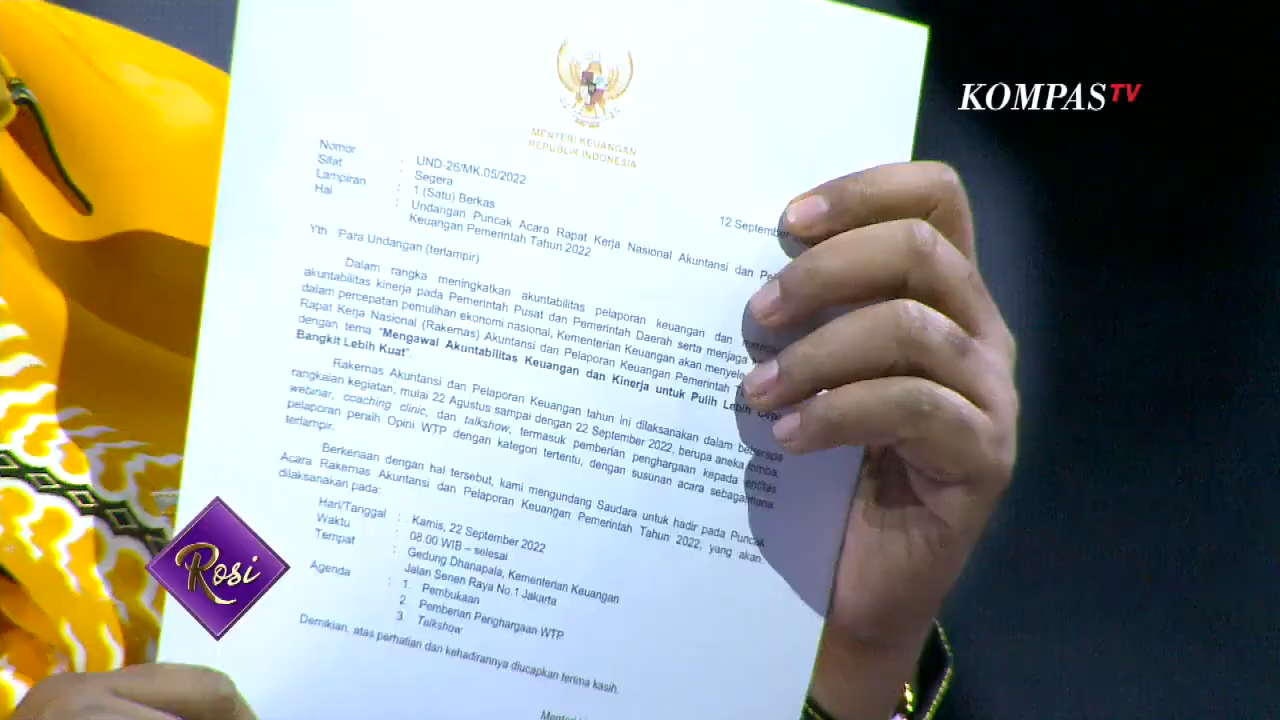 KOMPAS TV
MENTERI KEUANGAN
REPUBLIK INDONESIA
Nomor : UND-26/MK.05/2022
12 September
Sifat : Segera
Lampiran : 1 (Satu) Berkas
Hal : Undangan Puncak Acara Rapat Kerja Nasional Akuntansi dan
Keuangan Pemerintah Tahun 2022
Yth Para Undangan (terlampir)
Dalam rangka meningkatkan akuntabilitas pelaporan keuangan dan
akuntabilitas kinerja pada Pemerintah Pusat dan Pemerintah Daerah serta menjaga
dalam percepatan pemulihan ekonomi nasional, Kementerian Keuangan akan
Rapat Kerja Nasional (Rakernas) Akuntansi dan Pelaporan Keuangan Pemerintah
dengan tema "Mengawal Akuntabilitas Keuangan dan Kinerja untuk Pulih Lebih Cepat
Bangkit Lebih Kuat".
Rakernas Akuntansi dan Pelaporan Keuangan tahun ini dilaksanakan dalam beberapa
rangkaian kegiatan, mulai 22 Agustus sampai dengan 22 September 2022, berupa aneka lomba,
webinar, coaching clinic, dan talkshow, termasuk pemberian penghargaan kepada entitas
pelaporan peraih Opini WTP dengan kategori tertentu, dengan susunan acara sebagaimana
terlampir.
Berkenaan dengan hal tersebut, kami mengundang Saudara untuk hadir pada Puncak
Acara Rakernas Akuntansi dan Pelaporan Keuangan Pemerintah Tahun 2022, yang akan
dilaksanakan pada:
Hari/Tanggal : Kamis, 22 September 2022
Waktu : 08.00 WIB – selesai
Tempat : Gedung Dhanapala, Kementerian Keuangan
Jalan Senen Raya No.1 Jakarta
Agenda : 1. Pembukaan
2. Pemberian Penghargaan WTP
3. Talkshow
Demikian, atas perhatian dan kehadirannya diucapkan terima kasih.
Rosi